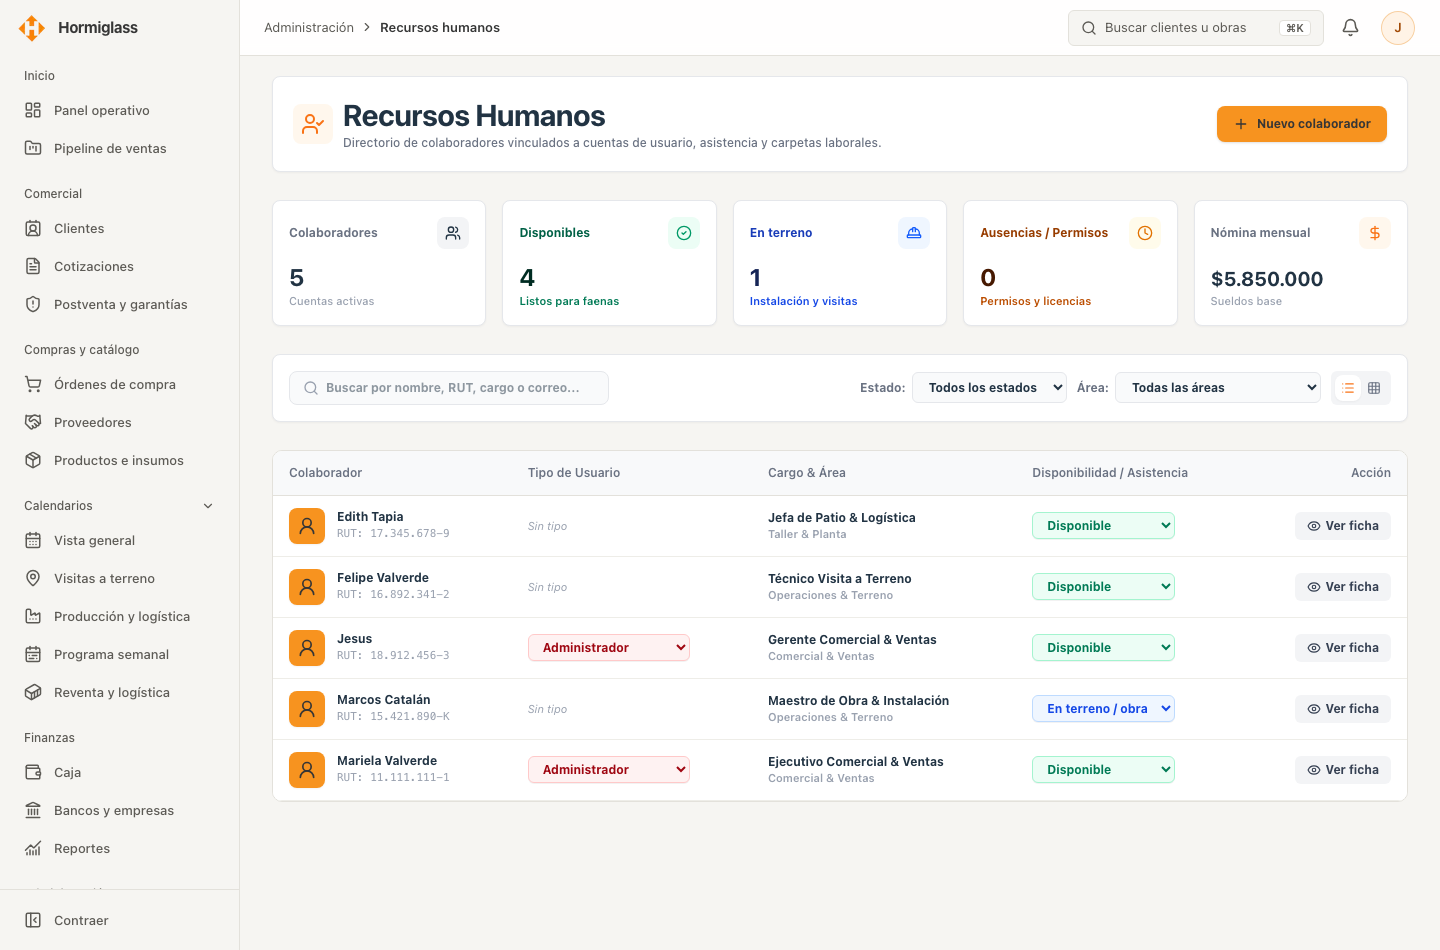 Hormiglass
Inicio
Panel operativo
Pipeline de ventas
Comercial
Clientes
Cotizaciones
Postventa y garantías
Compras y catálogo
Órdenes de compra
Proveedores
Productos e insumos
Calendarios
Vista general
Visitas a terreno
Producción y logística
Programa semanal
Reventa y logística
Finanzas
Caja
Bancos y empresas
Reportes
Contraer
Administración > Recursos humanos
Buscar clientes u obras ⌘K
J
Recursos Humanos
Directorio de colaboradores vinculados a cuentas de usuario, asistencia y carpetas laborales.
+ Nuevo colaborador
Colaboradores
5
Cuentas activas
Disponibles
4
Listos para faenas
En terreno
1
Instalación y visitas
Ausencias / Permisos
0
Permisos y licencias
Nómina mensual
$5.850.000
Sueldos base
Buscar por nombre, RUT, cargo o correo...
Estado: Todos los estados Área: Todas las áreas
Colaborador Tipo de Usuario Cargo & Área Disponibilidad / Asistencia Acción
Edith Tapia
RUT: 17.345.678-9
Sin tipo
Jefa de Patio & Logística
Taller & Planta
Disponible
Ver ficha
Felipe Valverde
RUT: 16.892.341-2
Sin tipo
Técnico Visita a Terreno
Operaciones & Terreno
Disponible
Ver ficha
Jesus
RUT: 18.912.456-3
Administrador
Gerente Comercial & Ventas
Comercial & Ventas
Disponible
Ver ficha
Marcos Catalán
RUT: 15.421.890-K
Sin tipo
Maestro de Obra & Instalación
Operaciones & Terreno
En terreno / obra
Ver ficha
Mariela Valverde
RUT: 11.111.111-1
Administrador
Ejecutivo Comercial & Ventas
Comercial & Ventas
Disponible
Ver ficha